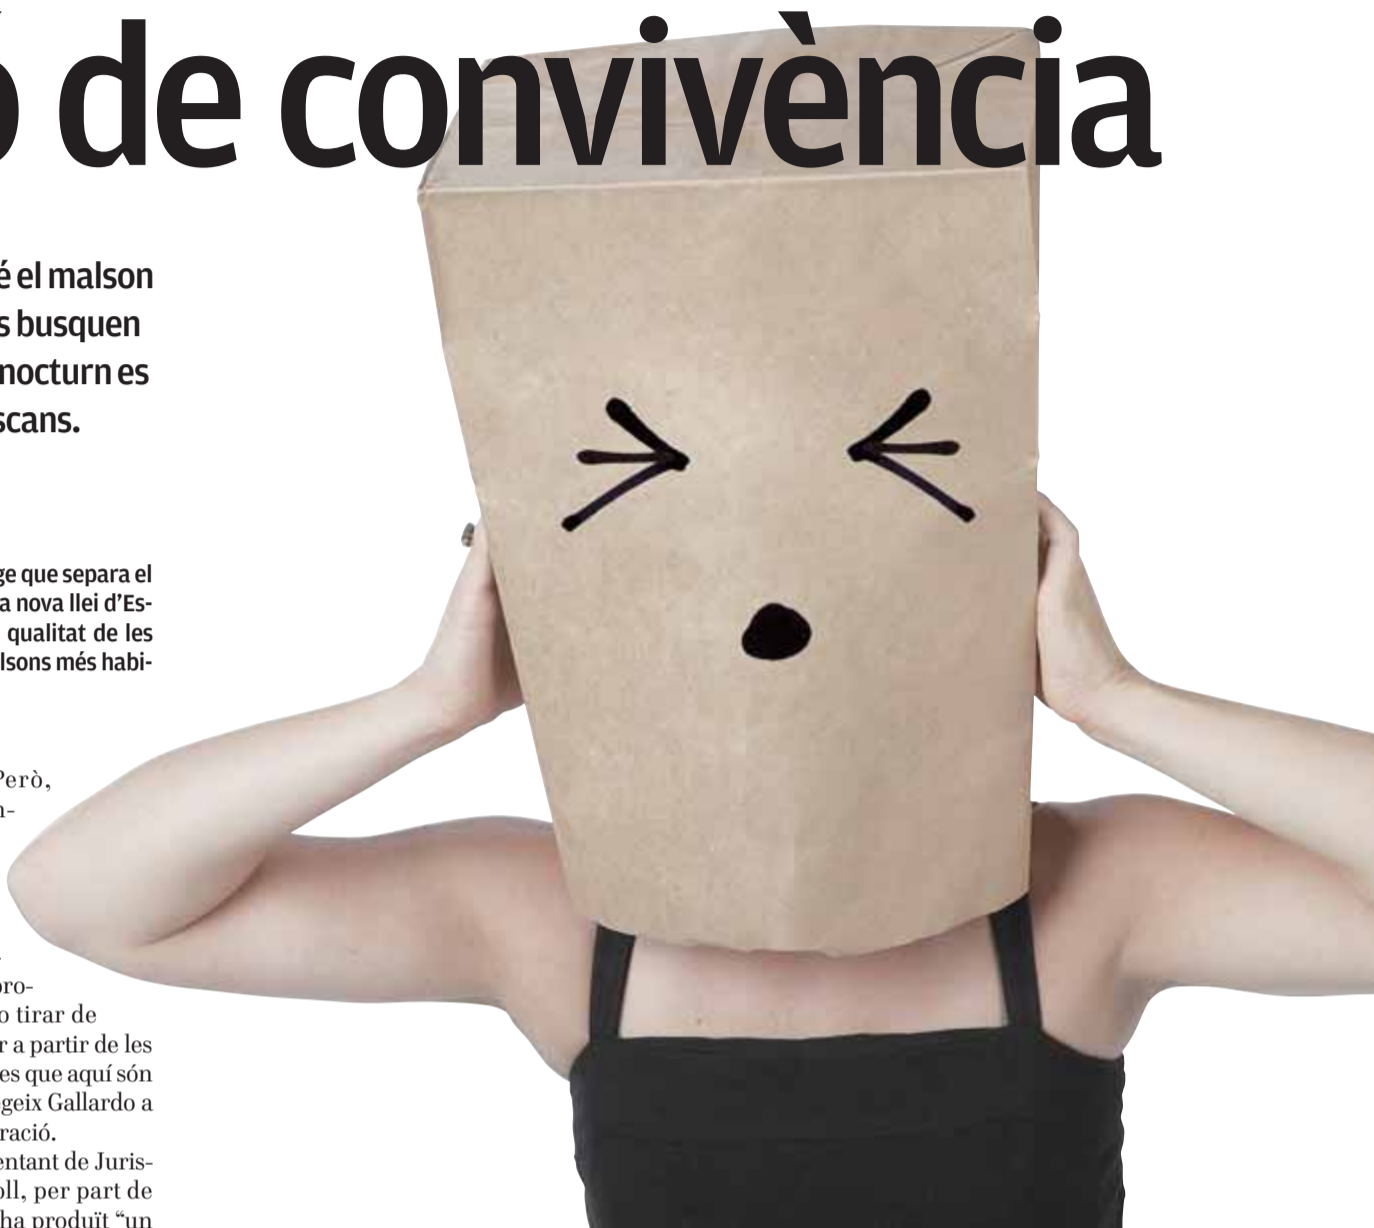 ó de convivència
é el malson
s busquen
nocturn es
scans.
ge que separa el
a nova llei d’Es-
qualitat de les
lsons més habi-
Però,
n-
pro-
o tirar de
r a partir de les
es que aquí són
geix Gallardo a
ració.
entant de Juris-
oll, per part de
ha produït “un